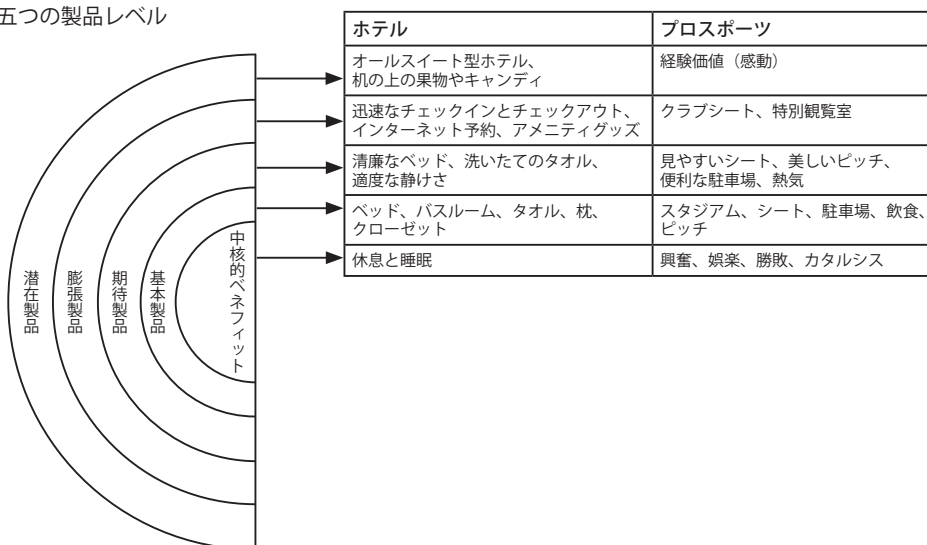 五つの製品レベル
ホテル
プロスポーツ
オールスイート型ホテル、
机の上の果物やキャンディ
経験価値（感動）
迅速なチェックインとチェックアウト、
インターネット予約、アメニティグッズ
クラブシート、特別観覧室
清廉なベッド、洗いたてのタオル、
適度な静けさ
見やすいシート、美しいピッチ、
便利な駐車場、熱気
ベッド、バスルーム、タオル、枕、
クローゼット
スタジアム、シート、駐車場、飲食、
ピッチ
休息と睡眠
興奮、娯楽、勝敗、カタルシス
潜在製品
膨張製品
期待製品
基本製品
中核的ベネフィット